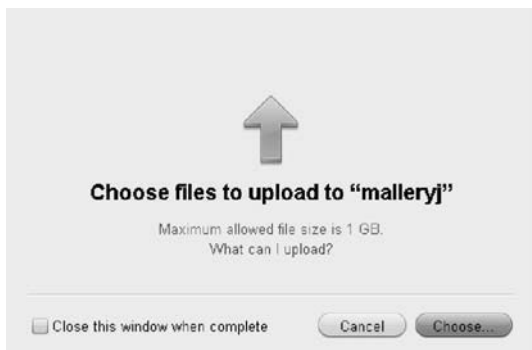 Choose files to upload to “malleryj”
Maximum allowed file size is 1 GB.
What can I upload?
Close this window when complete
Cancel
Choose...